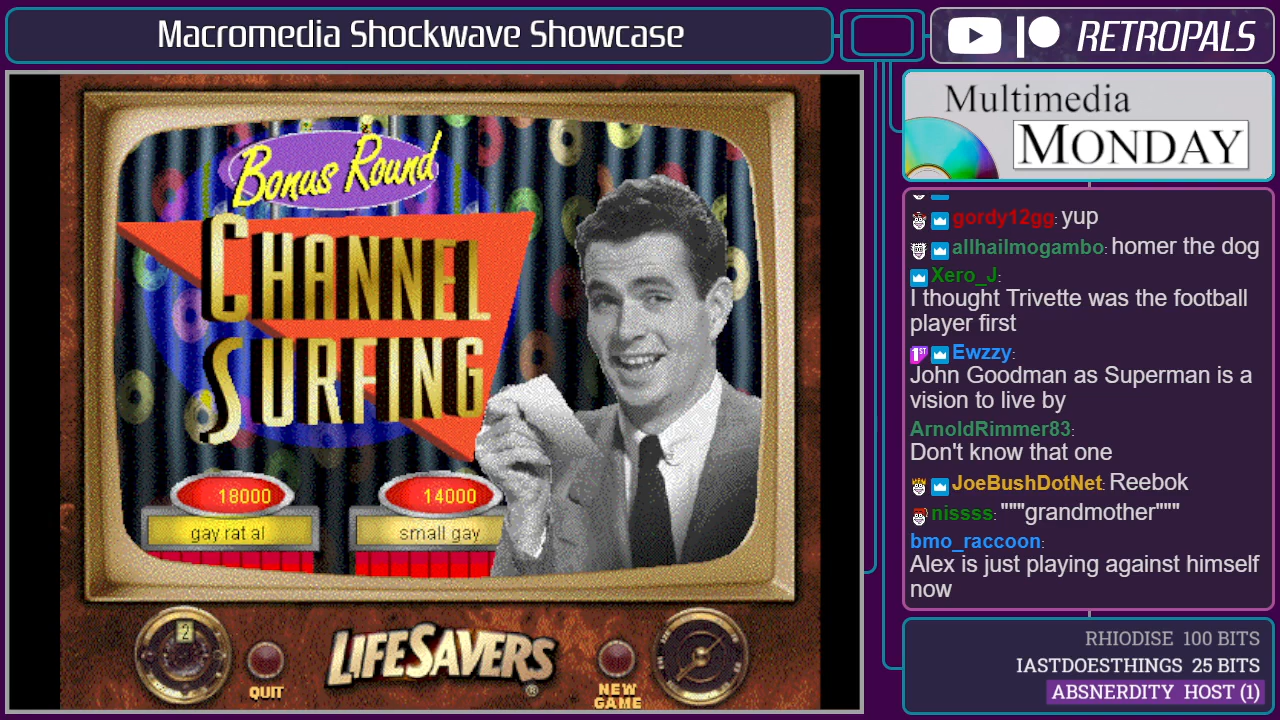 Macromedia Shockwave Showcase
RETROPALS
Multimedia
MONDAY
Bonus Round
CHANNEL
SURFING
18000
14000
gay rat al
small gay
2
QUIT
LIFESAVERS®
NEW
GAME
gordy12gg: yup
allhailmogambo: homer the dog
Xero_J:
I thought Trivette was the football
player first
1ST Ewzzy:
John Goodman as Superman is a
vision to live by
ArnoldRimmer83:
Don't know that one
JoeBushDotNet: Reebok
nissss: """grandmother"""
bmo_raccoon:
Alex is just playing against himself
now
RHIODISE 100 BITS
IASTDOESTHINGS 25 BITS
ABSNERDITY HOST (1)